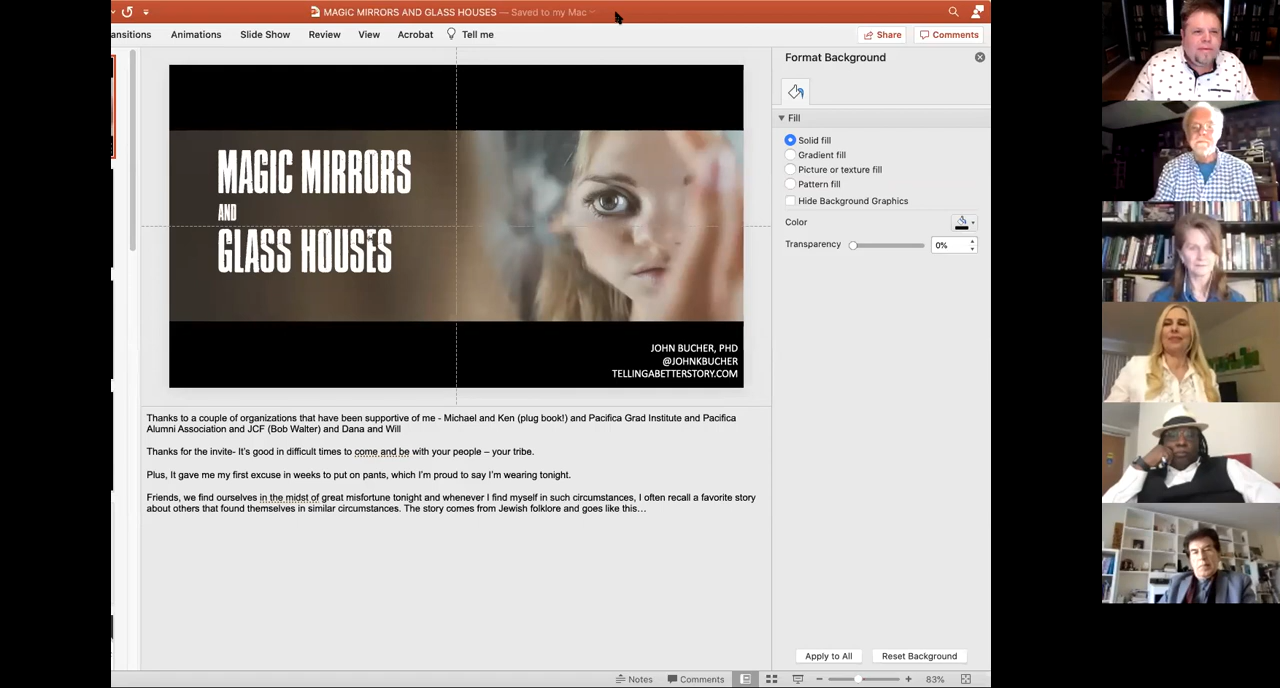 MAGIC MIRRORS AND GLASS HOUSES — Saved to my Mac
ansitions Animations Slide Show Review View Acrobat Tell me Share Comments
MAGIC MIRRORS
AND
GLASS HOUSES
JOHN BUCHER, PHD
@JOHNKBUCHER
TELLINGABETTERSTORY.COM
Thanks to a couple of organizations that have been supportive of me - Michael and Ken (plug book!) and Pacifica Grad Institute and Pacifica
Alumni Association and JCF (Bob Walter) and Dana and Will
Thanks for the invite- It's good in difficult times to come and be with your people – your tribe.
Plus, It gave me my first excuse in weeks to put on pants, which I'm proud to say I'm wearing tonight.
Friends, we find ourselves in the midst of great misfortune tonight and whenever I find myself in such circumstances, I often recall a favorite story
about others that found themselves in similar circumstances. The story comes from Jewish folklore and goes like this…
Format Background
Fill
Solid fill
Gradient fill
Picture or texture fill
Pattern fill
Hide Background Graphics
Color
Transparency 0%
Apply to All Reset Background
Notes Comments 83%